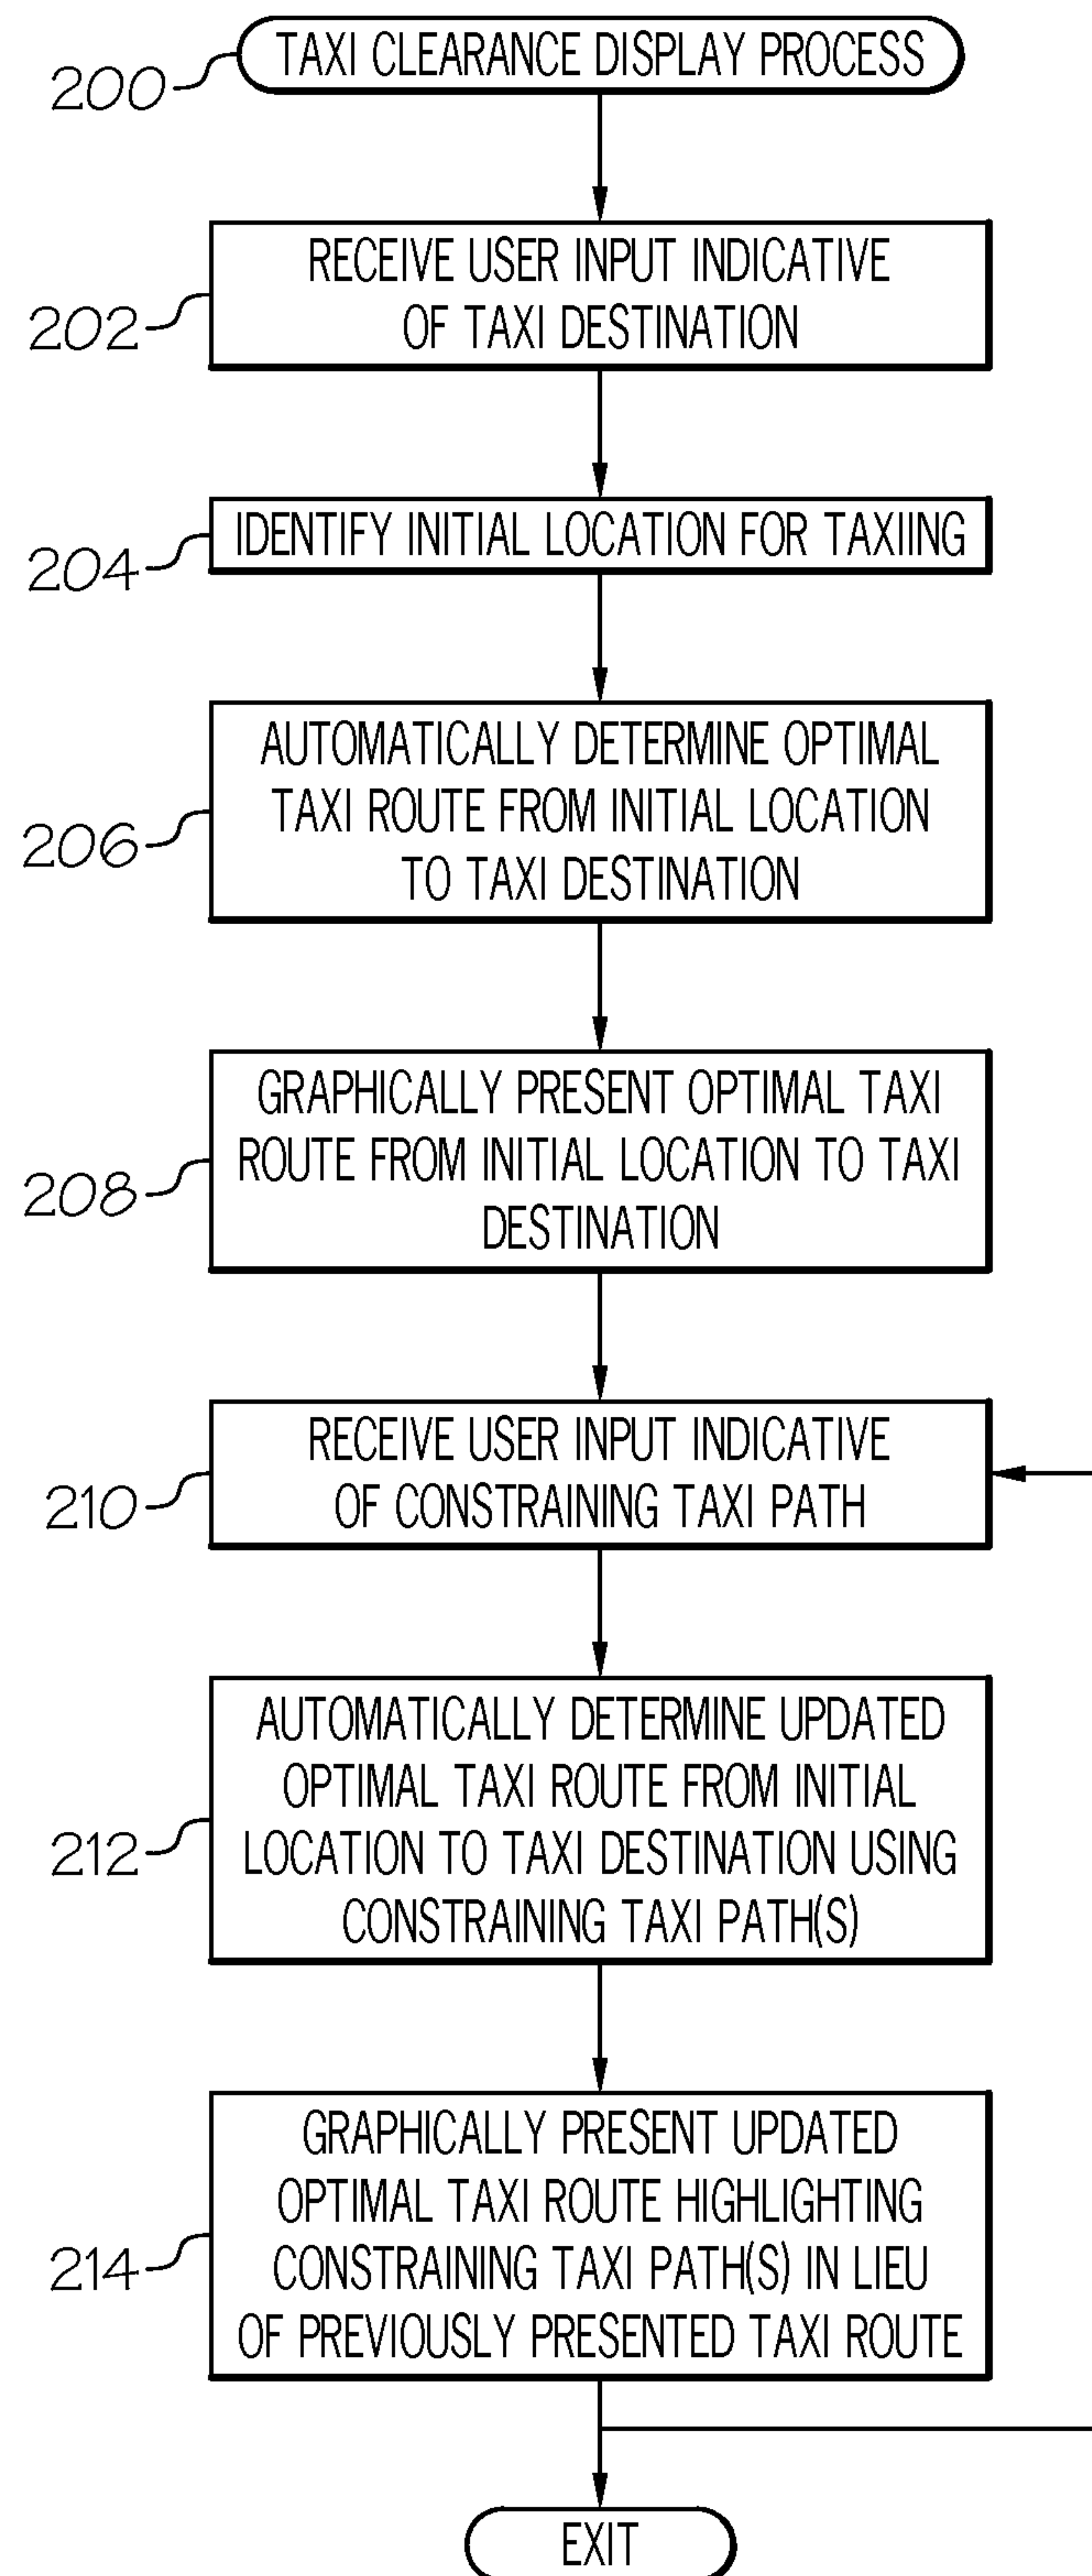 200
TAXI CLEARANCE DISPLAY PROCESS
202
RECEIVE USER INPUT INDICATIVE
OF TAXI DESTINATION
204
IDENTIFY INITIAL LOCATION FOR TAXIING
206
AUTOMATICALLY DETERMINE OPTIMAL
TAXI ROUTE FROM INITIAL LOCATION
TO TAXI DESTINATION
208
GRAPHICALLY PRESENT OPTIMAL TAXI
ROUTE FROM INITIAL LOCATION TO TAXI
DESTINATION
210
RECEIVE USER INPUT INDICATIVE
OF CONSTRAINING TAXI PATH
212
AUTOMATICALLY DETERMINE UPDATED
OPTIMAL TAXI ROUTE FROM INITIAL
LOCATION TO TAXI DESTINATION USING
CONSTRAINING TAXI PATH(S)
214
GRAPHICALLY PRESENT UPDATED
OPTIMAL TAXI ROUTE HIGHLIGHTING
CONSTRAINING TAXI PATH(S) IN LIEU
OF PREVIOUSLY PRESENTED TAXI ROUTE
EXIT